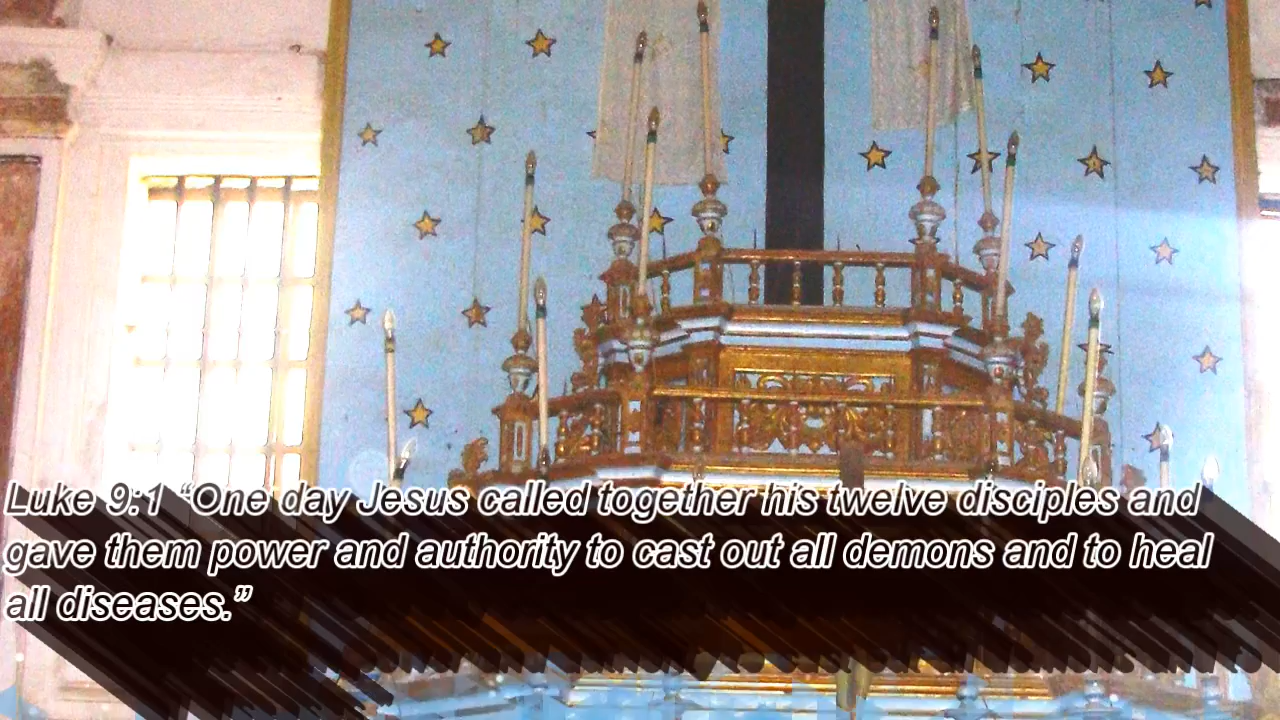 Luke 9:1 “One day Jesus called together his twelve disciples and
gave them power and authority to cast out all demons and to heal
all diseases.”